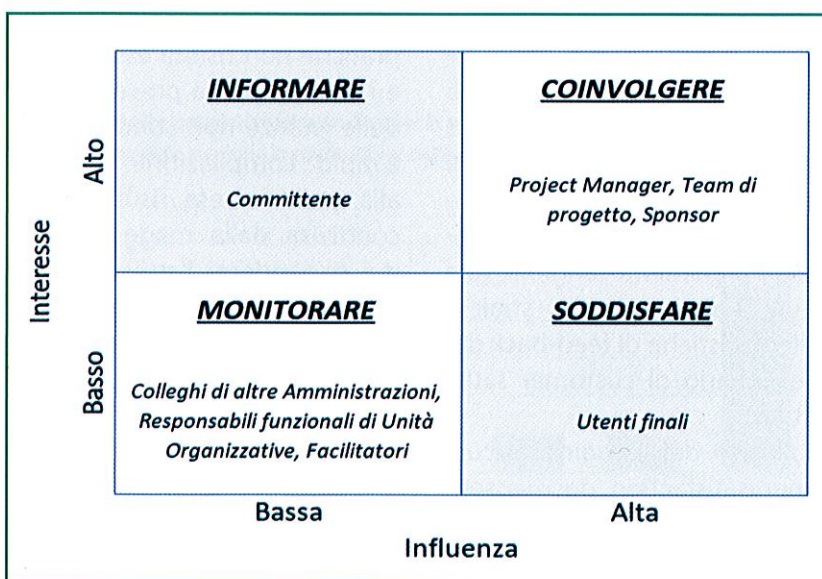 INFORMARE
COINVOLGERE
Alto
Committente
Project Manager, Team di
progetto, Sponsor
Interesse
MONITORARE
SODDISFARE
Basso
Colleghi di altre Amministrazioni,
Responsabili funzionali di Unità
Organizzative, Facilitatori
Utenti finali
Bassa
Alta
Influenza